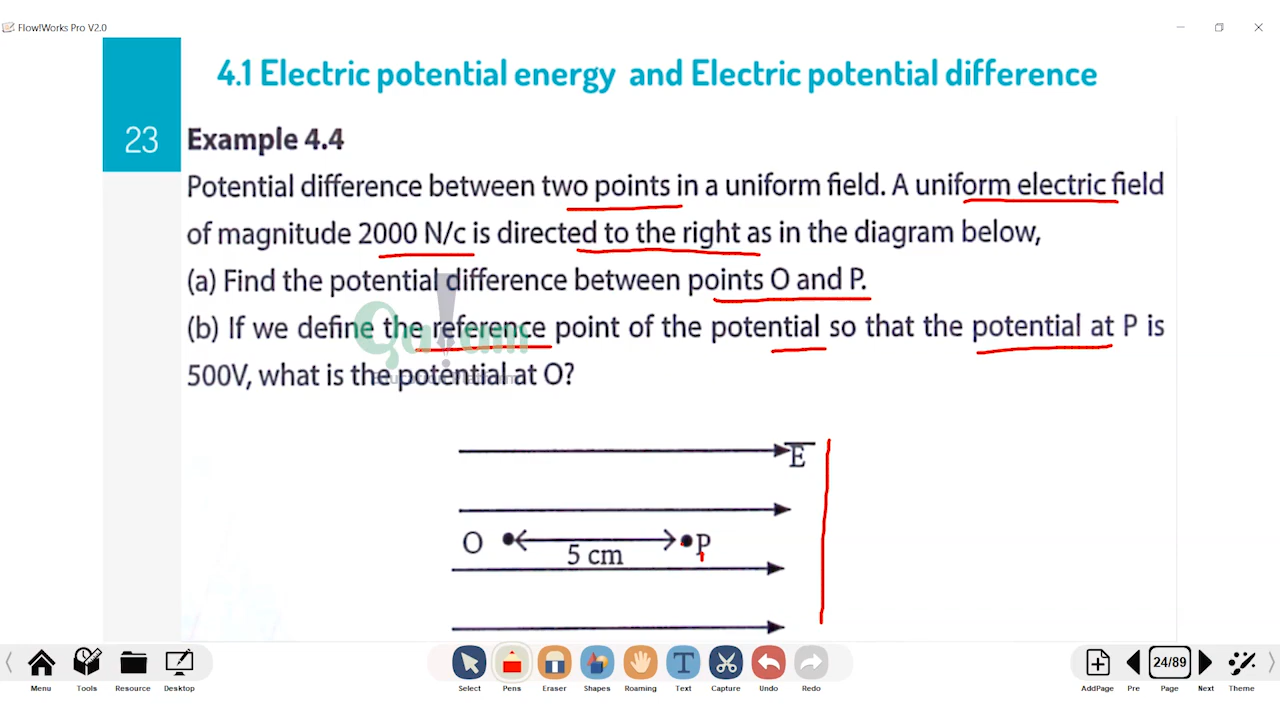 Flow!Works Pro V2.0
4.1 Electric potential energy and Electric potential difference
23
Example 4.4
Potential difference between two points in a uniform field. A uniform electric field
of magnitude 2000 N/c is directed to the right as in the diagram below,
(a) Find the potential difference between points O and P.
(b) If we define the reference point of the potential so that the potential at P is
500V, what is the potential at O?
E
O
P
5 cm
Menu
Tools
Resource
Desktop
Select
Pens
Eraser
Shapes
Roaming
Text
Capture
Undo
Redo
AddPage
Pre
24/89
Page
Next
Theme